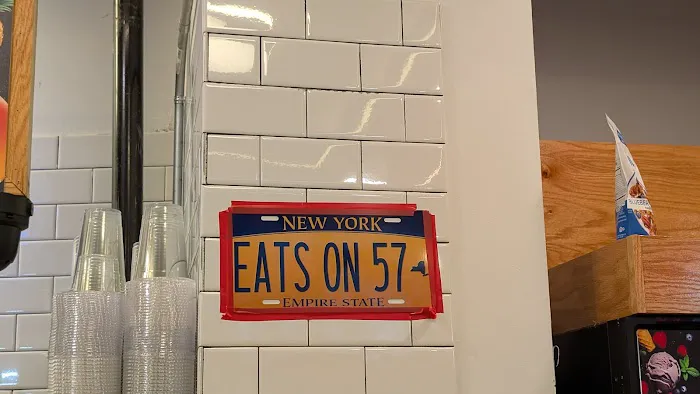 NEW YORK
EATS ON 57
EMPIRE STATE